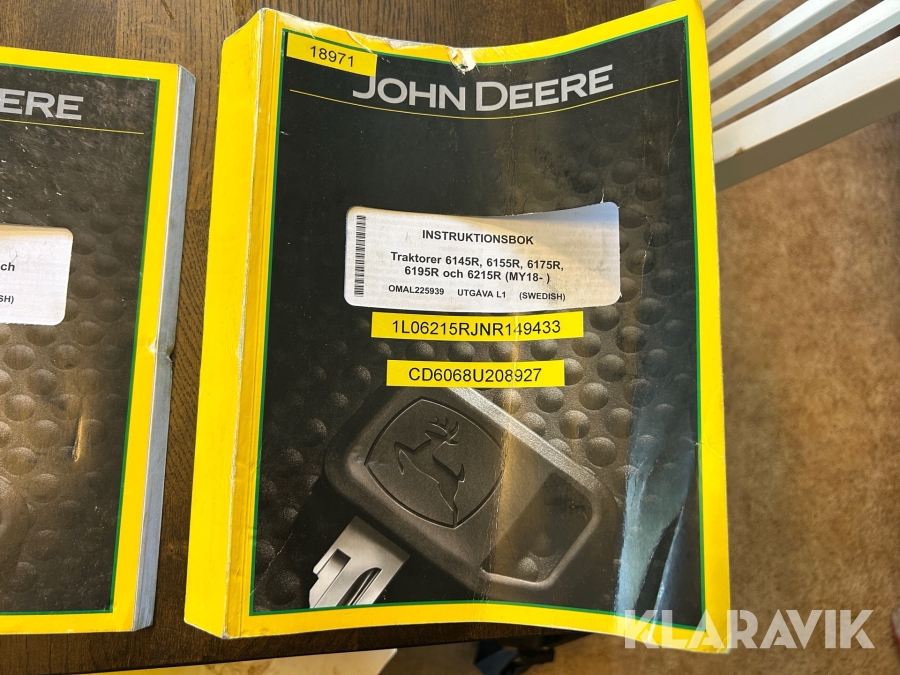 ERE
ch
SH)
18971
JOHN DEERE
INSTRUKTIONSBOK
Traktorer 6145R, 6155R, 6175R,
6195R och 6215R (MY18- )
OMAL225939 UTGÅVA L1 (SWEDISH)
1L06215RJNR149433
CD6068U208927
KLARAVIK